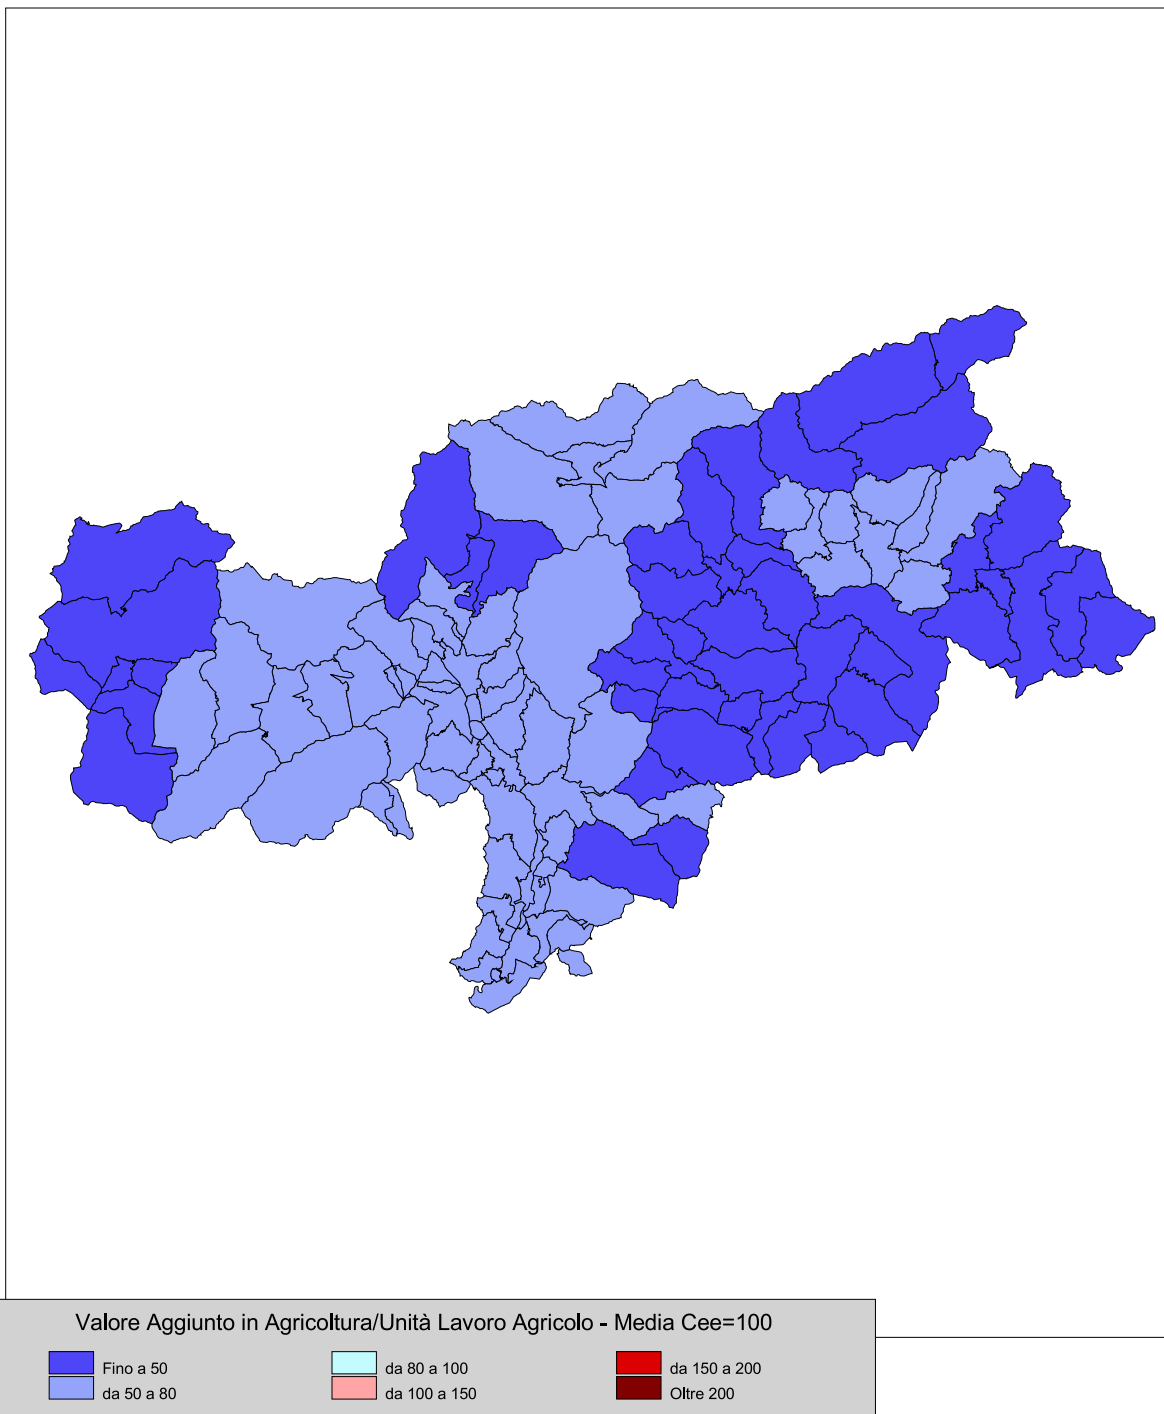 Valore Aggiunto in Agricoltura/Unità Lavoro Agricolo - Media Cee=100
Fino a 50
da 80 a 100
da 150 a 200
da 50 a 80
da 100 a 150
Oltre 200